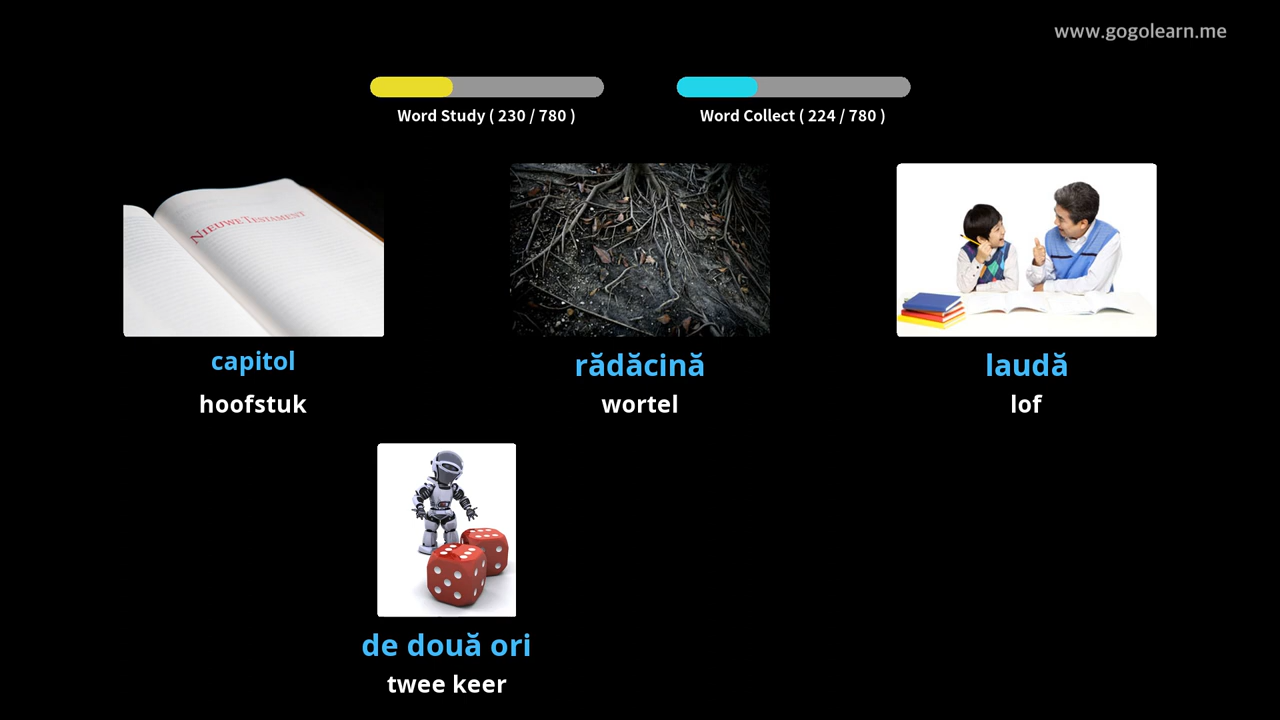 www.gogolearn.me
Word Study ( 230 / 780 )
Word Collect ( 224 / 780 )
NIEUWE TESTAMENT
capitol
hoofstuk
rădăcină
wortel
laudă
lof
de două ori
twee keer